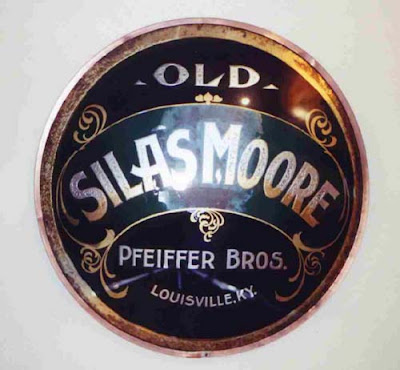 OLD
SILAS MOORE
PFEIFFER BROS.
LOUISVILLE, KY.